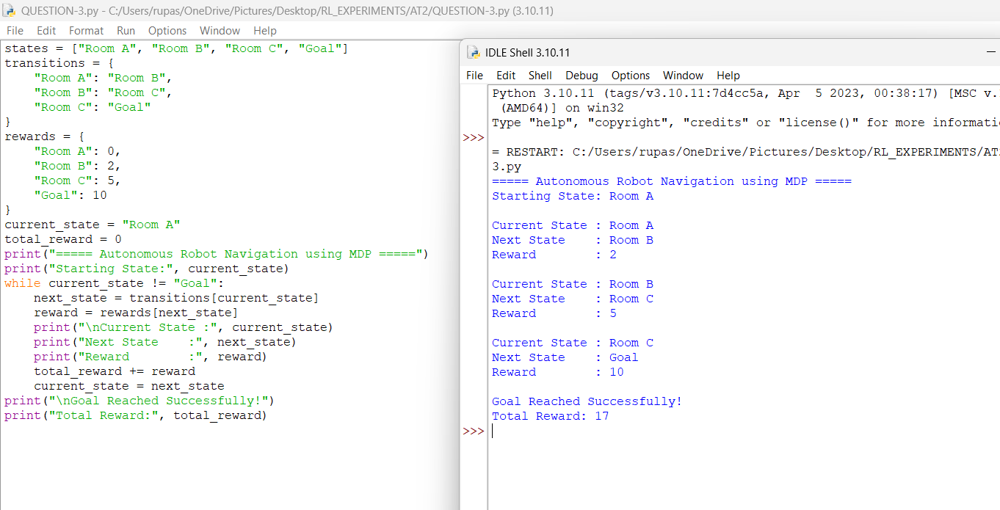 QUESTION-3.py - C:/Users/rupas/OneDrive/Pictures/Desktop/RL_EXPERIMENTS/AT2/QUESTION-3.py (3.10.11)
File Edit Format Run Options Window Help
states = ["Room A", "Room B", "Room C", "Goal"]
transitions = {
    "Room A": "Room B",
    "Room B": "Room C",
    "Room C": "Goal"
}
rewards = {
    "Room A": 0,
    "Room B": 2,
    "Room C": 5,
    "Goal": 10
}
current_state = "Room A"
total_reward = 0
print("===== Autonomous Robot Navigation using MDP =====")
print("Starting State:", current_state)
while current_state != "Goal":
    next_state = transitions[current_state]
    reward = rewards[next_state]
    print("\nCurrent State :", current_state)
    print("Next State    :", next_state)
    print("Reward        :", reward)
    total_reward += reward
    current_state = next_state
print("\nGoal Reached Successfully!")
print("Total Reward:", total_reward)
IDLE Shell 3.10.11
File Edit Shell Debug Options Window Help
Python 3.10.11 (tags/v3.10.11:7d4cc5a, Apr  5 2023, 00:38:17) [MSC v.
 (AMD64)] on win32
Type "help", "copyright", "credits" or "license()" for more informati
>>>
= RESTART: C:/Users/rupas/OneDrive/Pictures/Desktop/RL_EXPERIMENTS/AT
3.py
===== Autonomous Robot Navigation using MDP =====
Starting State: Room A

Current State : Room A
Next State    : Room B
Reward        : 2

Current State : Room B
Next State    : Room C
Reward        : 5

Current State : Room C
Next State    : Goal
Reward        : 10

Goal Reached Successfully!
Total Reward: 17
>>>